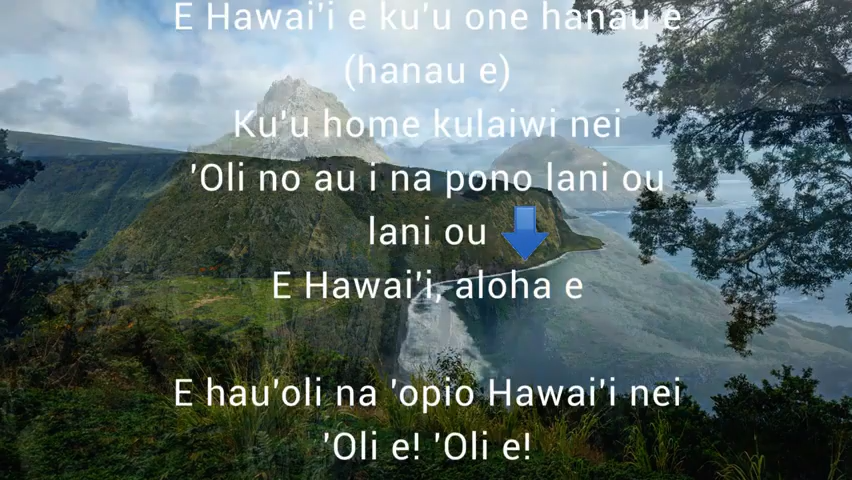 E Hawai'i e ku'u one hanau e
(hanau e)
Ku'u home kulaiwi nei
'Oli no au i na pono lani ou
lani ou
E Hawai'i, aloha e
E hau'oli na 'opio Hawai'i nei
'Oli e! 'Oli e!